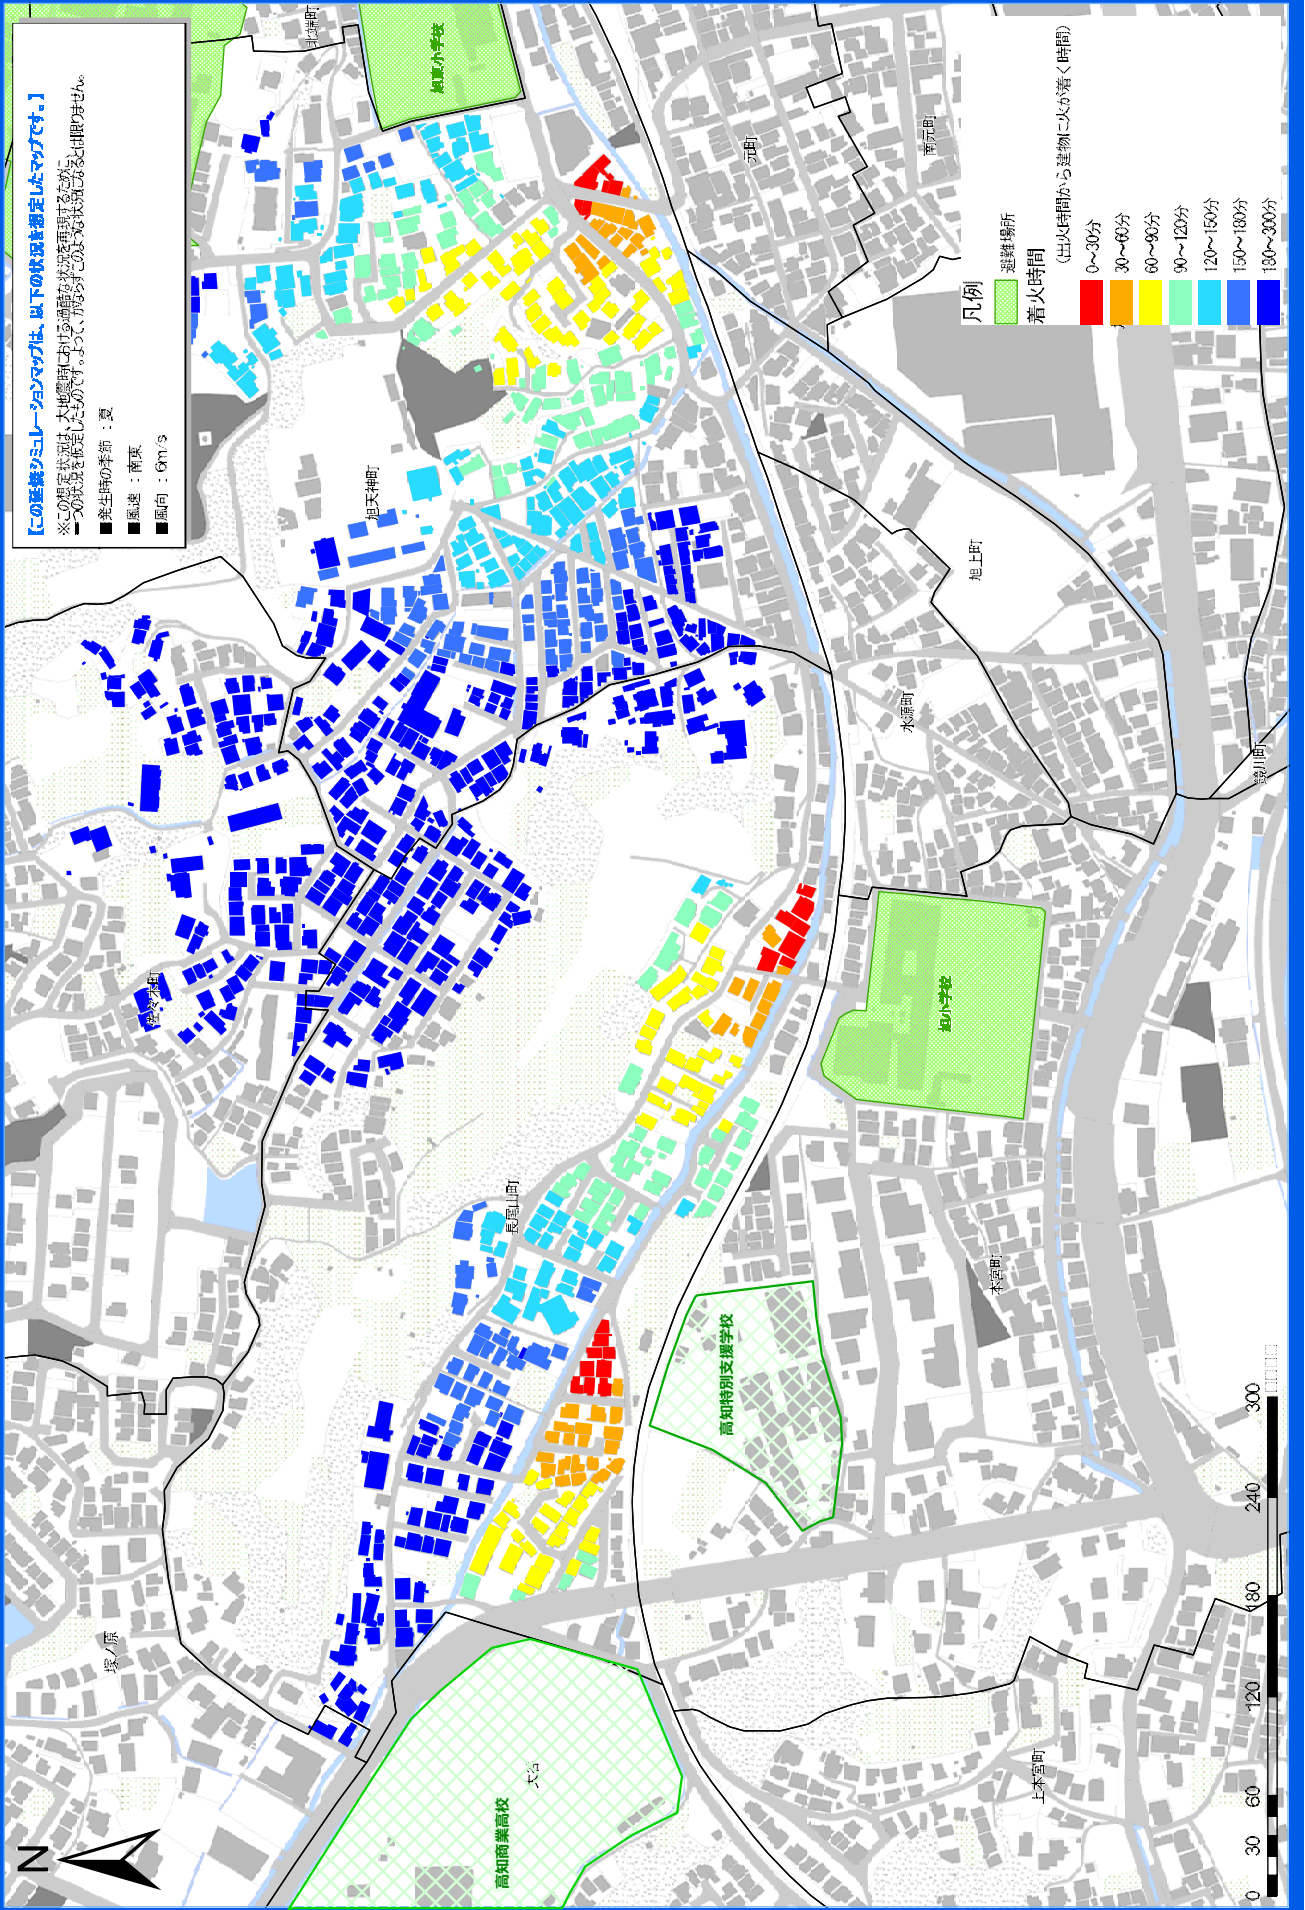 【この延焼シミュレーションマップは、以下の状況を想定したマップです。】
※この想定状況は、大地震時における過酷な状況を再現するために、
一つの状況を仮定したものです。よって、かならずこのような状況になるとは限りません。
■発生時の季節 : 夏
■風速 : 南東
■風向 : 6m/s
北端町
旭東小学校
元町
南元町
旭天神町
旭上町
水源町
鏡川町
佐々木町
旭小学校
長尾山町
本宮町
高知特別支援学校
塚ノ原
大谷
高知商業高校
上本宮町
凡例
避難場所
着火時間
(出火時間から建物に火が着く時間)
0~30分
30~60分
60~90分
90~120分
120~150分
150~180分
180~300分
N
0 30 60 120 180 240 300